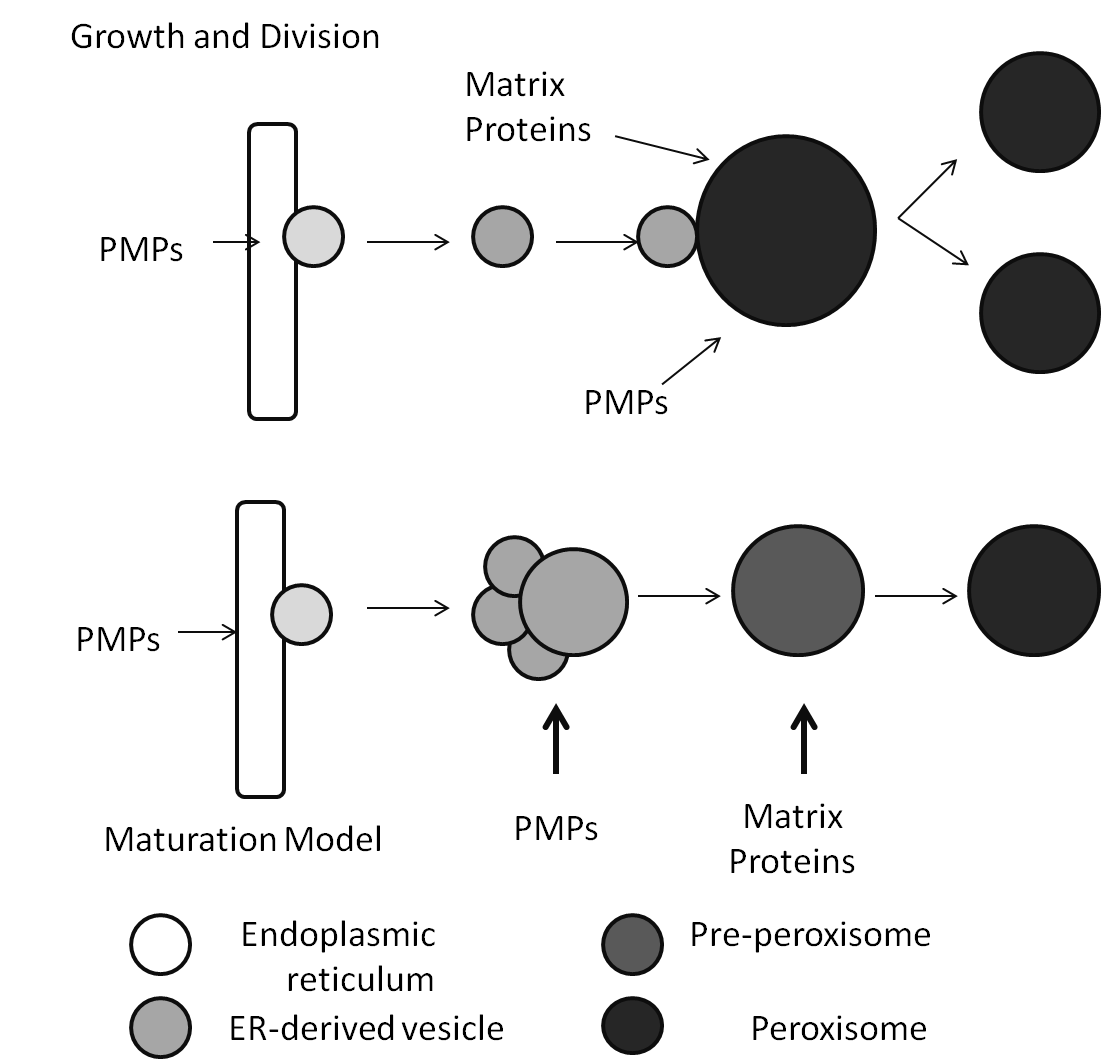 Growth and Division
Matrix
Proteins
PMPs
PMPs
PMPs
Maturation Model
PMPs
Matrix
Proteins
Endoplasmic
reticulum
Pre-peroxisome
ER-derived vesicle
Peroxisome